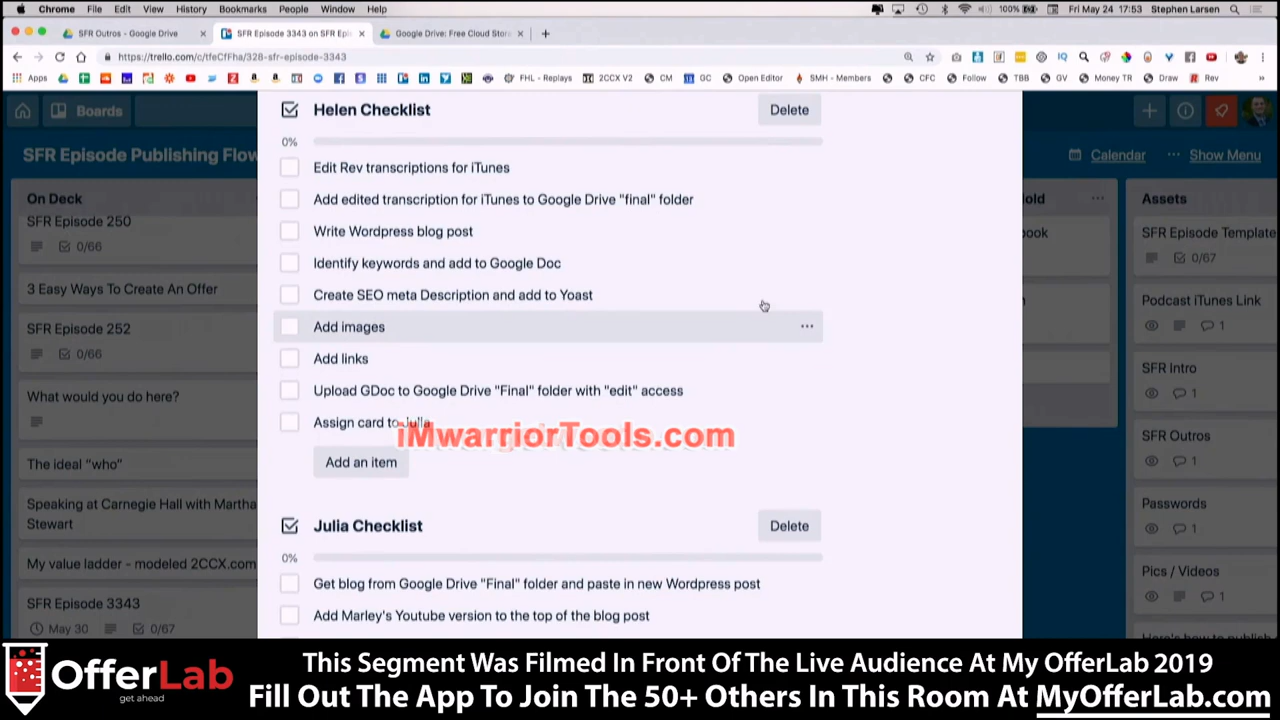 Chrome File Edit View History Bookmarks People Window Help 100% Fri May 24 17:53 Stephen Larsen
SFR Outros - Google Drive × SFR Episode 3343 on SFR Ep × Google Drive: Free Cloud Stor ×
https://trello.com/c/tfeCfFha/328-sfr-episode-3343
Apps FHL - Replays 2CCX V2 CM GC Open Editor SMH - Members CFC Follow TBB GV Money TR Draw Rev
Boards
SFR Episode Publishing Flow
Calendar
Show Menu
On Deck
SFR Episode 250
0/66
3 Easy Ways To Create An Offer
SFR Episode 252
0/66
What would you do here?
The ideal “who”
Speaking at Carnegie Hall with Martha
Stewart
My value ladder - modeled 2CCX.com
SFR Episode 3343
May 30 0/67
Helen Checklist
Delete
0%
Edit Rev transcriptions for iTunes
Add edited transcription for iTunes to Google Drive "final" folder
Write Wordpress blog post
Identify keywords and add to Google Doc
Create SEO meta Description and add to Yoast
Add images
Add links
Upload GDoc to Google Drive "Final" folder with "edit" access
Assign card to Julia
iMwarriorTools.com
Add an item
Julia Checklist
Delete
0%
Get blog from Google Drive "Final" folder and paste in new Wordpress post
Add Marley's Youtube version to the top of the blog post
Assets
SFR Episode Template
0/67
Podcast iTunes Link
1
SFR Intro
1
SFR Outros
1
Passwords
1
Pics / Videos
1
OfferLab
get ahead
This Segment Was Filmed In Front Of The Live Audience At My OfferLab 2019
Fill Out The App To Join The 50+ Others In This Room At MyOfferLab.com